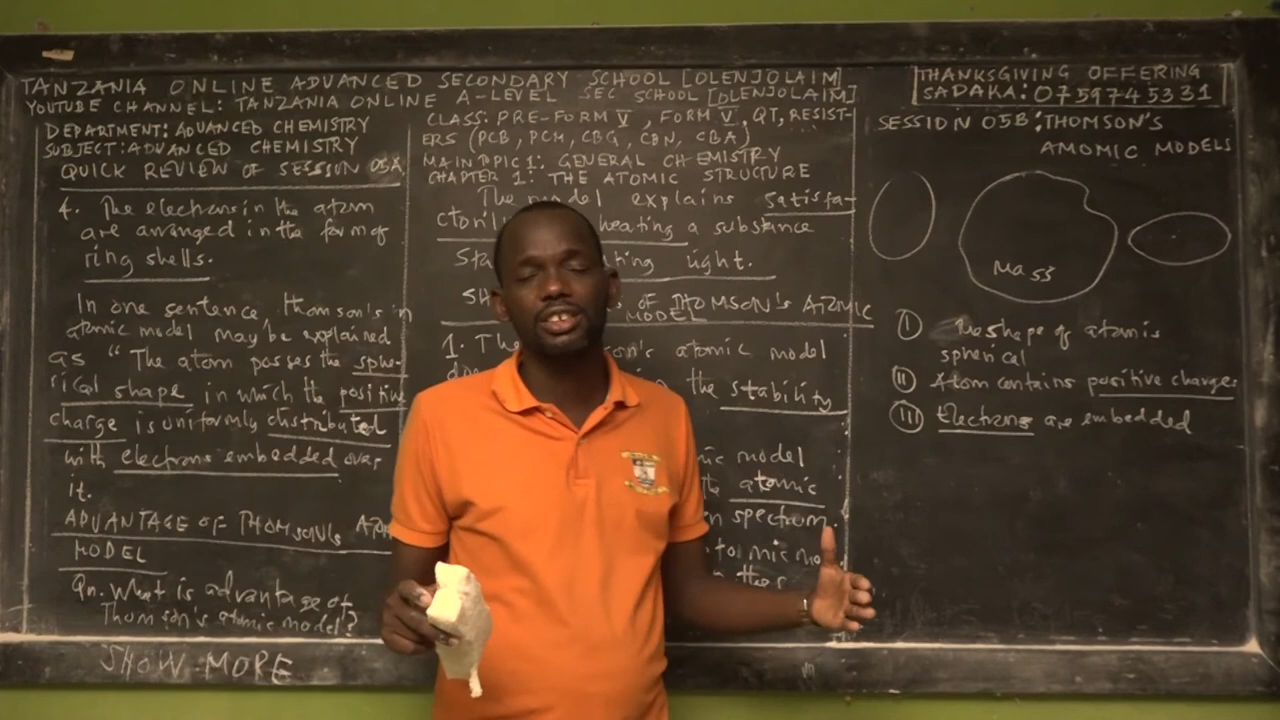 TANZANIA ONLINE ADVANCED SECONDARY SCHOOL [OLENJOLAIM]
YOUTUBE CHANNEL: TANZANIA ONLINE A-LEVEL SEC SCHOOL [OLENJOLAIM]
DEPARTMENT: ADVANCED CHEMISTRY
SUBJECT: ADVANCED CHEMISTRY
QUICK REVIEW OF SESSION 05A
4. The electrons in the atom
are arranged in the form of
ring shells.
In one sentence thomson's
atomic model may be explained
as "The atom posses the sphe-
rical shape in which the positive
charge is uniformly distributed
with electrons embedded over
it.
ADVANTAGE OF THOMSON'S
MODEL
Qn. What is advantage of
Thomson's atomic model?
SHOW MORE
CLASS: PRE-FORM V, FORM V, QT, RESIST-
ERS (PCB, PCM, CBG, CBN, CBA)
MAIN TOPIC 1: GENERAL CHEMISTRY
CHAPTER 1: THE ATOMIC STRUCTURE
The model explains satisfa-
heating a substance
light.
OF THOMSON'S ATOMIC
MODEL
1. atomic model
the stability
model
the atomic
spectrum.
THANKSGIVING OFFERING
SADAKA: 0759745331
SESSION 05B: THOMSON'S
AMOMIC MODELS
Mass
I The shape of atom is
spherical
II Atom contains positive charges
III Electrons are embedded